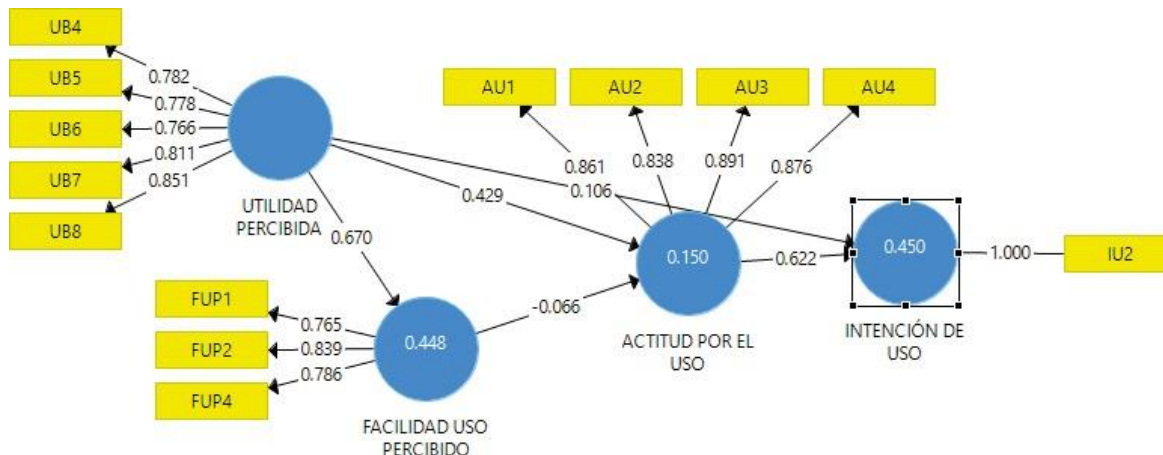 UB4
UB5
UB6
UB7
UB8
0.782
0.778
0.766
0.811
0.851
UTILIDAD
PERCIBIDA
0.670
0.429
0.106
AU1
AU2
AU3
AU4
0.861
0.838
0.891
0.876
0.150
ACTITUD POR EL
USO
0.622
0.450
INTENCIÓN DE
USO
1.000
IU2
FUP1
FUP2
FUP4
0.765
0.839
0.786
0.448
FACILIDAD USO
PERCIBIDO
-0.066